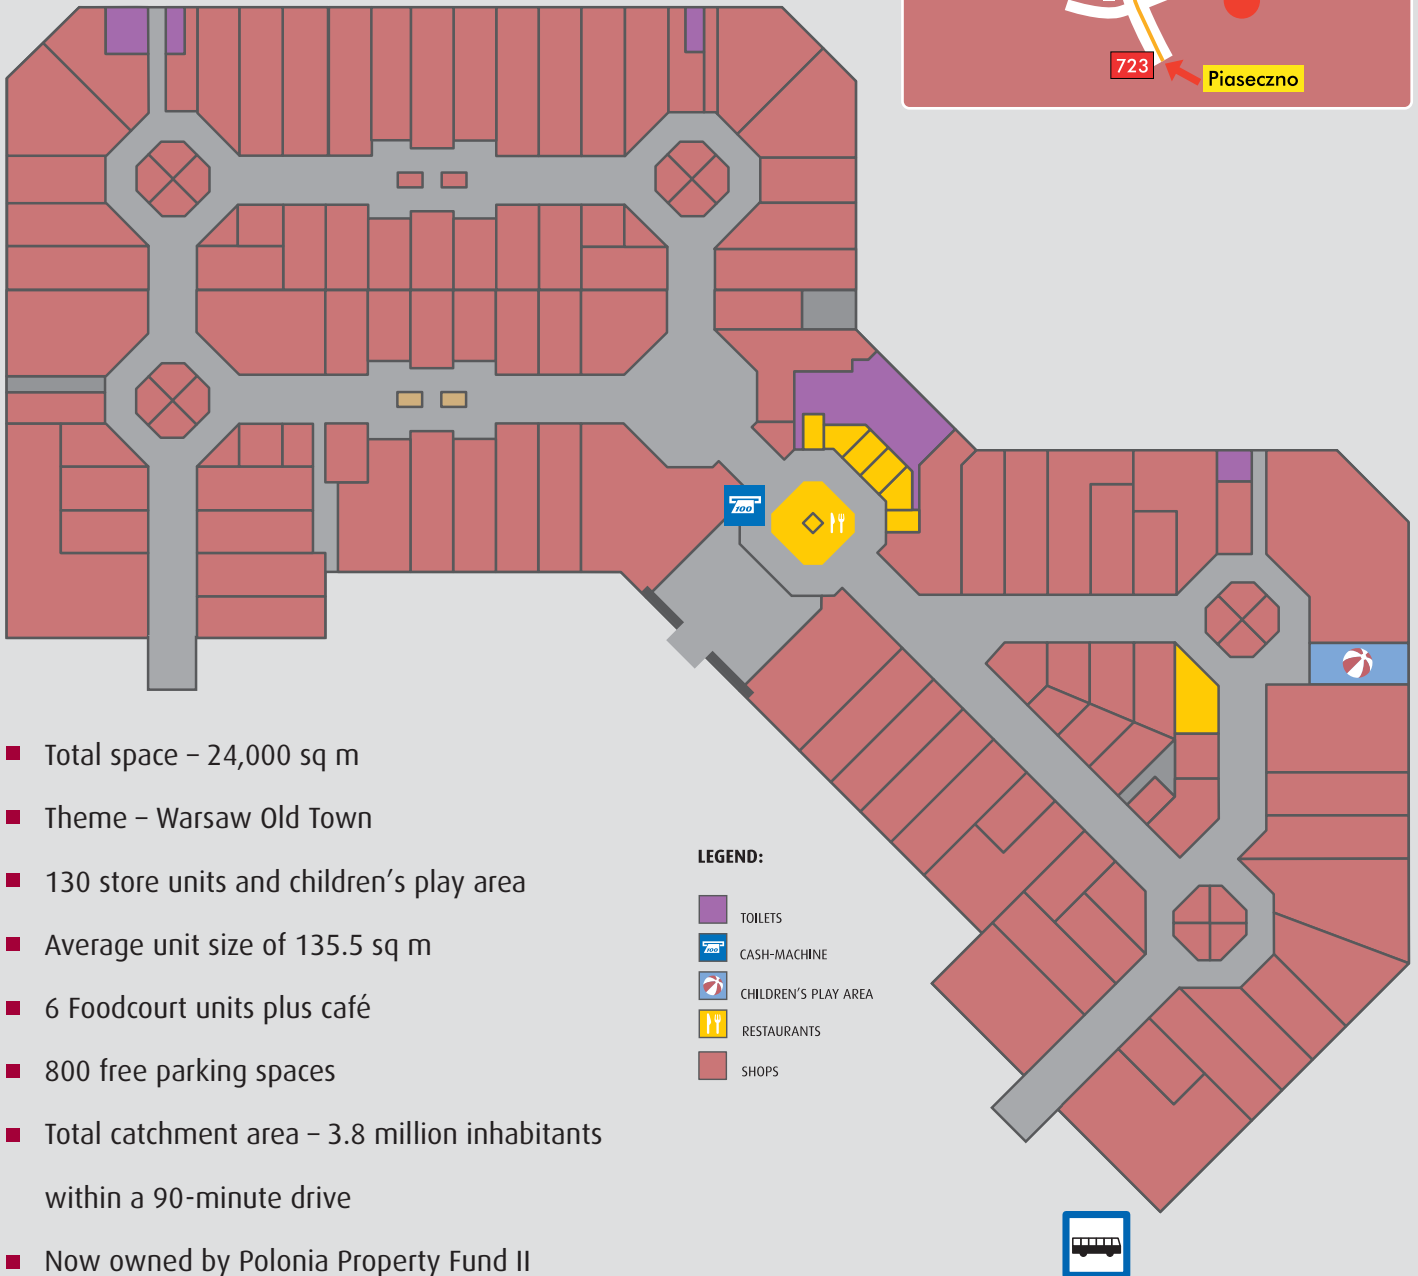 723
Piaseczno
100
Total space – 24,000 sq m
Theme – Warsaw Old Town
130 store units and children's play area
Average unit size of 135.5 sq m
6 Foodcourt units plus café
800 free parking spaces
Total catchment area – 3.8 million inhabitants
within a 90-minute drive
Now owned by Polonia Property Fund II
LEGEND:
TOILETS
100
CASH-MACHINE
CHILDREN'S PLAY AREA
RESTAURANTS
SHOPS